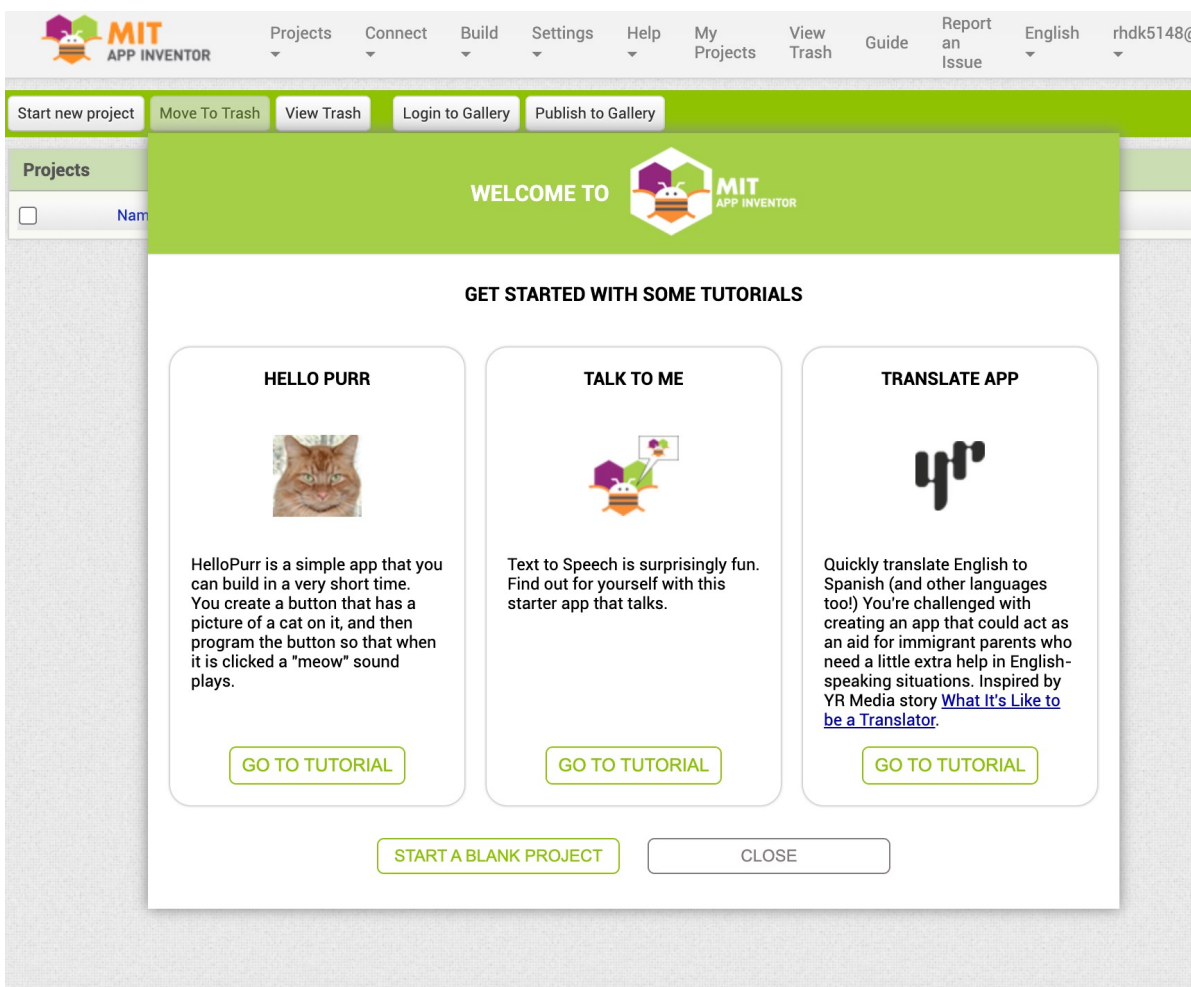 MIT
APP INVENTOR
Projects
Connect
Build
Settings
Help
My
Projects
View
Trash
Guide
Report
an
Issue
English
rhdk5148@
Start new project
Move To Trash
View Trash
Login to Gallery
Publish to Gallery
Projects
Nam
WELCOME TO
MIT
APP INVENTOR
GET STARTED WITH SOME TUTORIALS
HELLO PURR
HelloPurr is a simple app that you
can build in a very short time.
You create a button that has a
picture of a cat on it, and then
program the button so that when
it is clicked a "meow" sound
plays.
GO TO TUTORIAL
TALK TO ME
Text to Speech is surprisingly fun.
Find out for yourself with this
starter app that talks.
GO TO TUTORIAL
TRANSLATE APP
yr
Quickly translate English to
Spanish (and other languages
too!) You're challenged with
creating an app that could act as
an aid for immigrant parents who
need a little extra help in English-
speaking situations. Inspired by
YR Media story What It's Like to
be a Translator.
GO TO TUTORIAL
START A BLANK PROJECT
CLOSE